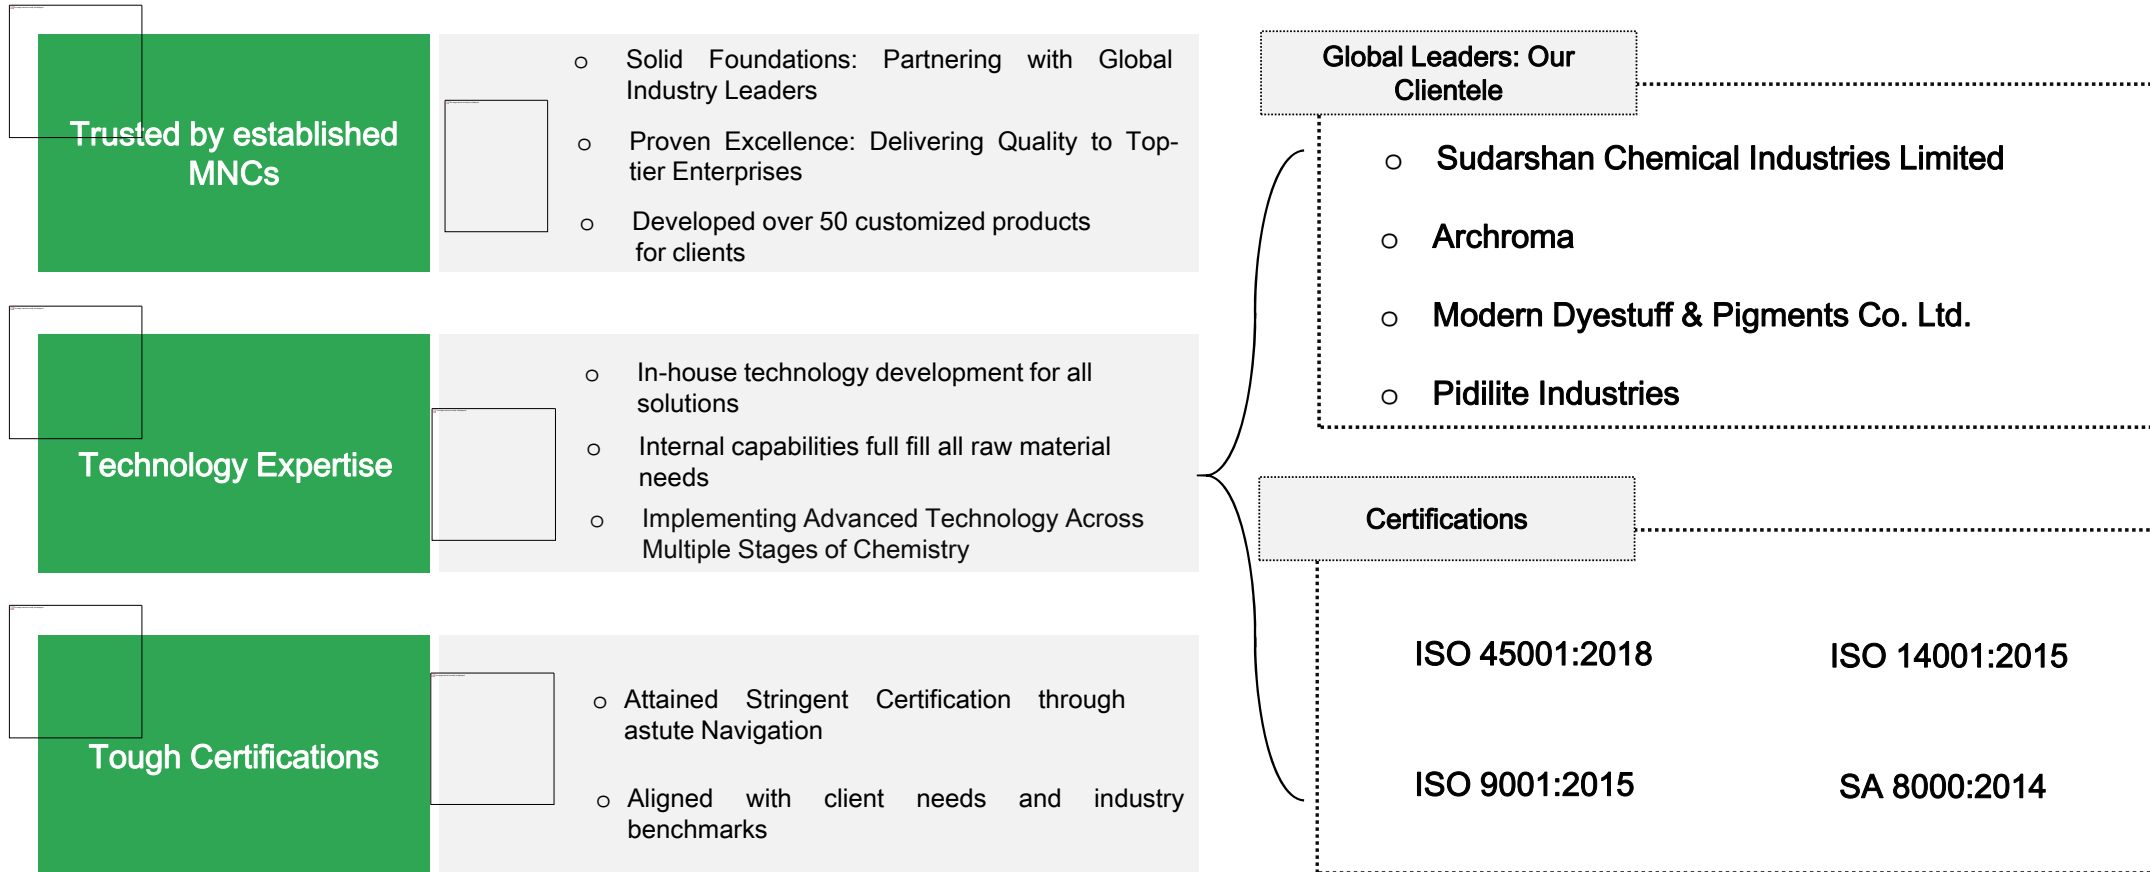 Trusted by established
MNCs
o Solid Foundations: Partnering with Global
Industry Leaders
o Proven Excellence: Delivering Quality to Top-
tier Enterprises
o Developed over 50 customized products
for clients
Technology Expertise
o In-house technology development for all
solutions
o Internal capabilities full fill all raw material
needs
o Implementing Advanced Technology Across
Multiple Stages of Chemistry
Tough Certifications
o Attained Stringent Certification through
astute Navigation
o Aligned with client needs and industry
benchmarks
Global Leaders: Our
Clientele
o Sudarshan Chemical Industries Limited
o Archroma
o Modern Dyestuff & Pigments Co. Ltd.
o Pidilite Industries
Certifications
ISO 45001:2018 ISO 14001:2015
ISO 9001:2015 SA 8000:2014